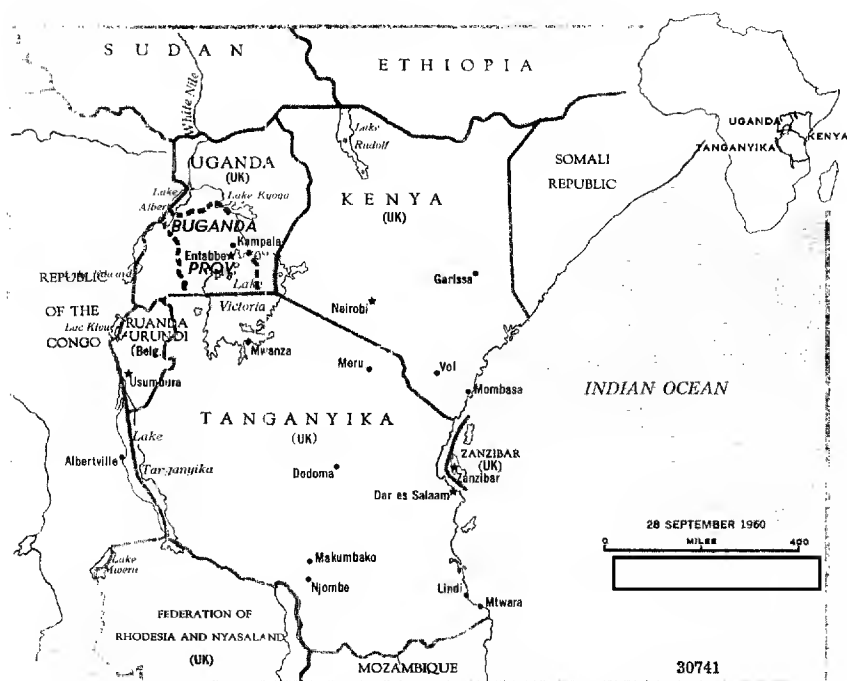 SUDAN
ETHIOPIA
White Nile
Lake
Rudolf
UGANDA
(UK)
KENYA
(UK)
SOMALI
REPUBLIC
UGANDA
KENYA
TANGANYIKA
Lake
Albert
Lake Kyoga
BUGANDA
Kampala
Entabbe
PROV.
Lake
Victoria
Garissa
Nairobi
REPUBLIC
OF THE
CONGO
Lac Kivu
RUANDA
URUNDI
(Belg.
Usumbura
Mwanza
Meru
Vol
Mombasa
INDIAN OCEAN
TANGANYIKA
(UK)
Lake
Tanganyika
Albertville
Dodoma
ZANZIBAR
(UK)
Zanzibar
Dar es Salaam
28 SEPTEMBER 1960
0 MILES 400
Lake
Mweru
Makumbako
Njombe
Lindi
Mtwara
FEDERATION OF
RHODESIA AND NYASALAND
(UK)
MOZAMBIQUE
30741